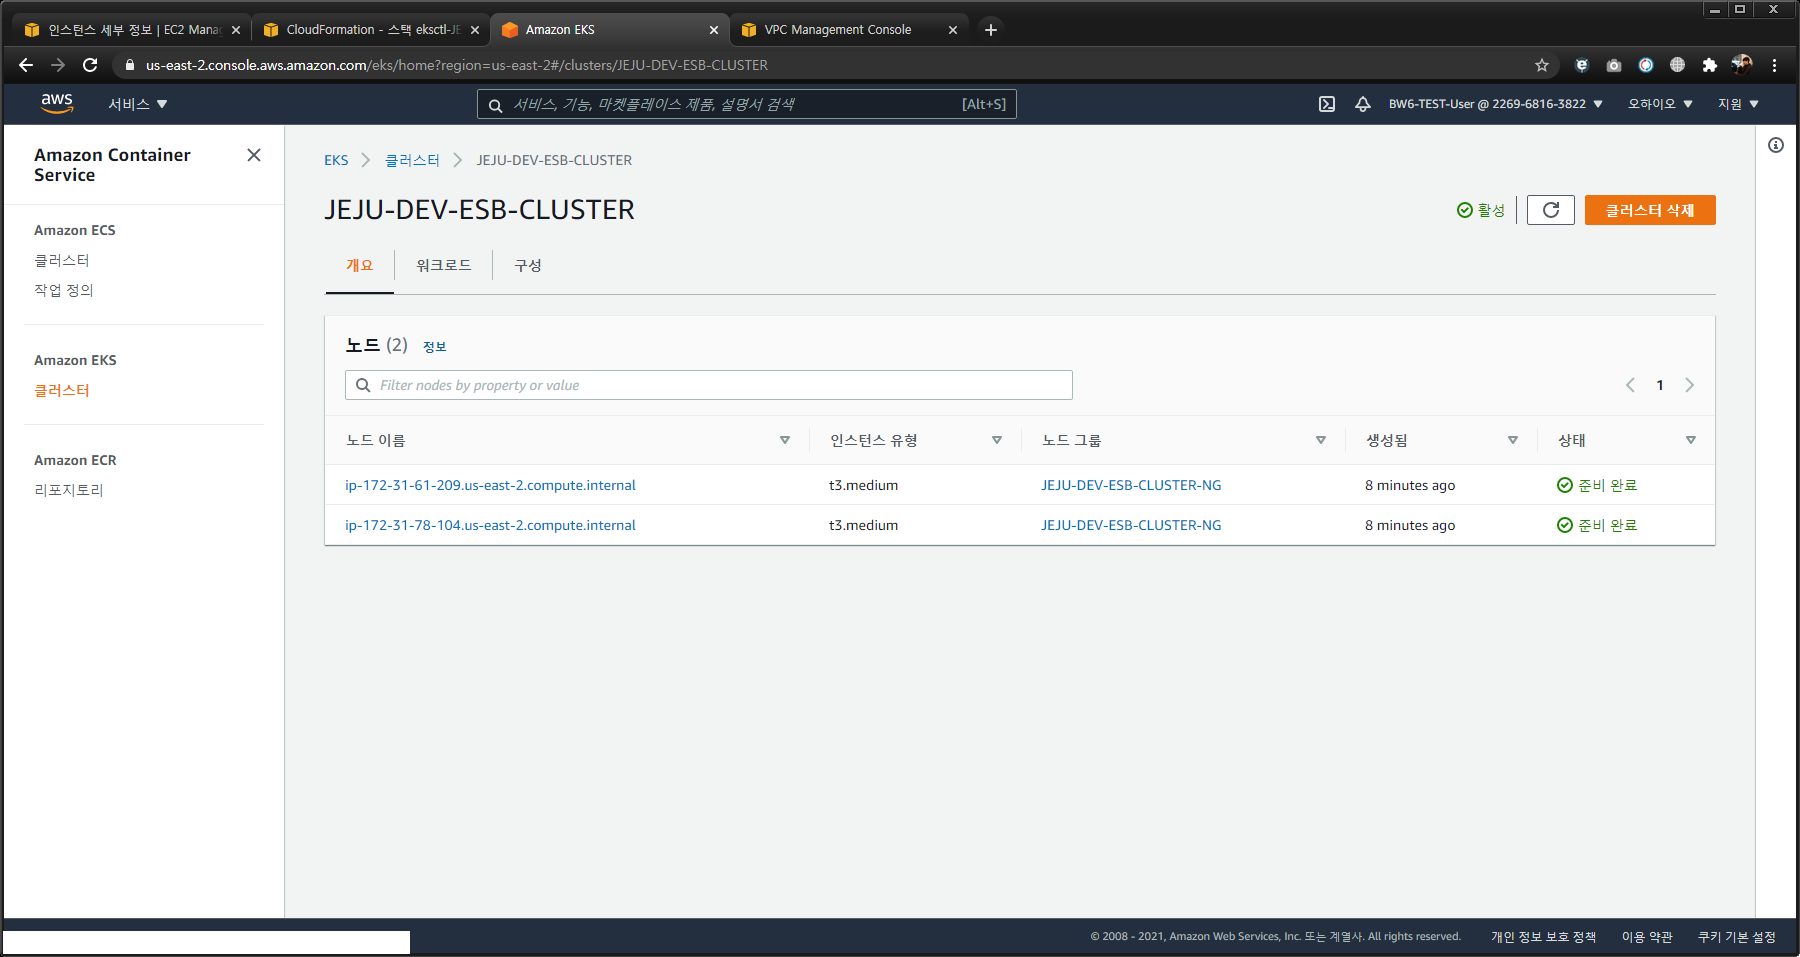 인스턴스 세부 정보 | EC2 Mana
CloudFormation - 스택 eksctl-JE
Amazon EKS
VPC Management Console
us-east-2.console.aws.amazon.com/eks/home?region=us-east-2#/clusters/JEJU-DEV-ESB-CLUSTER
aws
서비스
서비스, 기능, 마켓플레이스 제품, 설명서 검색
[Alt+S]
BW6-TEST-User @ 2269-6816-3822
오하이오
지원
Amazon Container
Service
Amazon ECS
클러스터
작업 정의
Amazon EKS
클러스터
Amazon ECR
리포지토리
EKS
클러스터
JEJU-DEV-ESB-CLUSTER
JEJU-DEV-ESB-CLUSTER
활성
클러스터 삭제
개요
워크로드
구성
노드 (2) 정보
Filter nodes by property or value
1
노드 이름 인스턴스 유형 노드 그룹 생성됨 상태
ip-172-31-61-209.us-east-2.compute.internal t3.medium JEJU-DEV-ESB-CLUSTER-NG 8 minutes ago 준비 완료
ip-172-31-78-104.us-east-2.compute.internal t3.medium JEJU-DEV-ESB-CLUSTER-NG 8 minutes ago 준비 완료
© 2008 - 2021, Amazon Web Services, Inc. 또는 계열사. All rights reserved. 개인 정보 보호 정책 이용 약관 쿠키 기본 설정